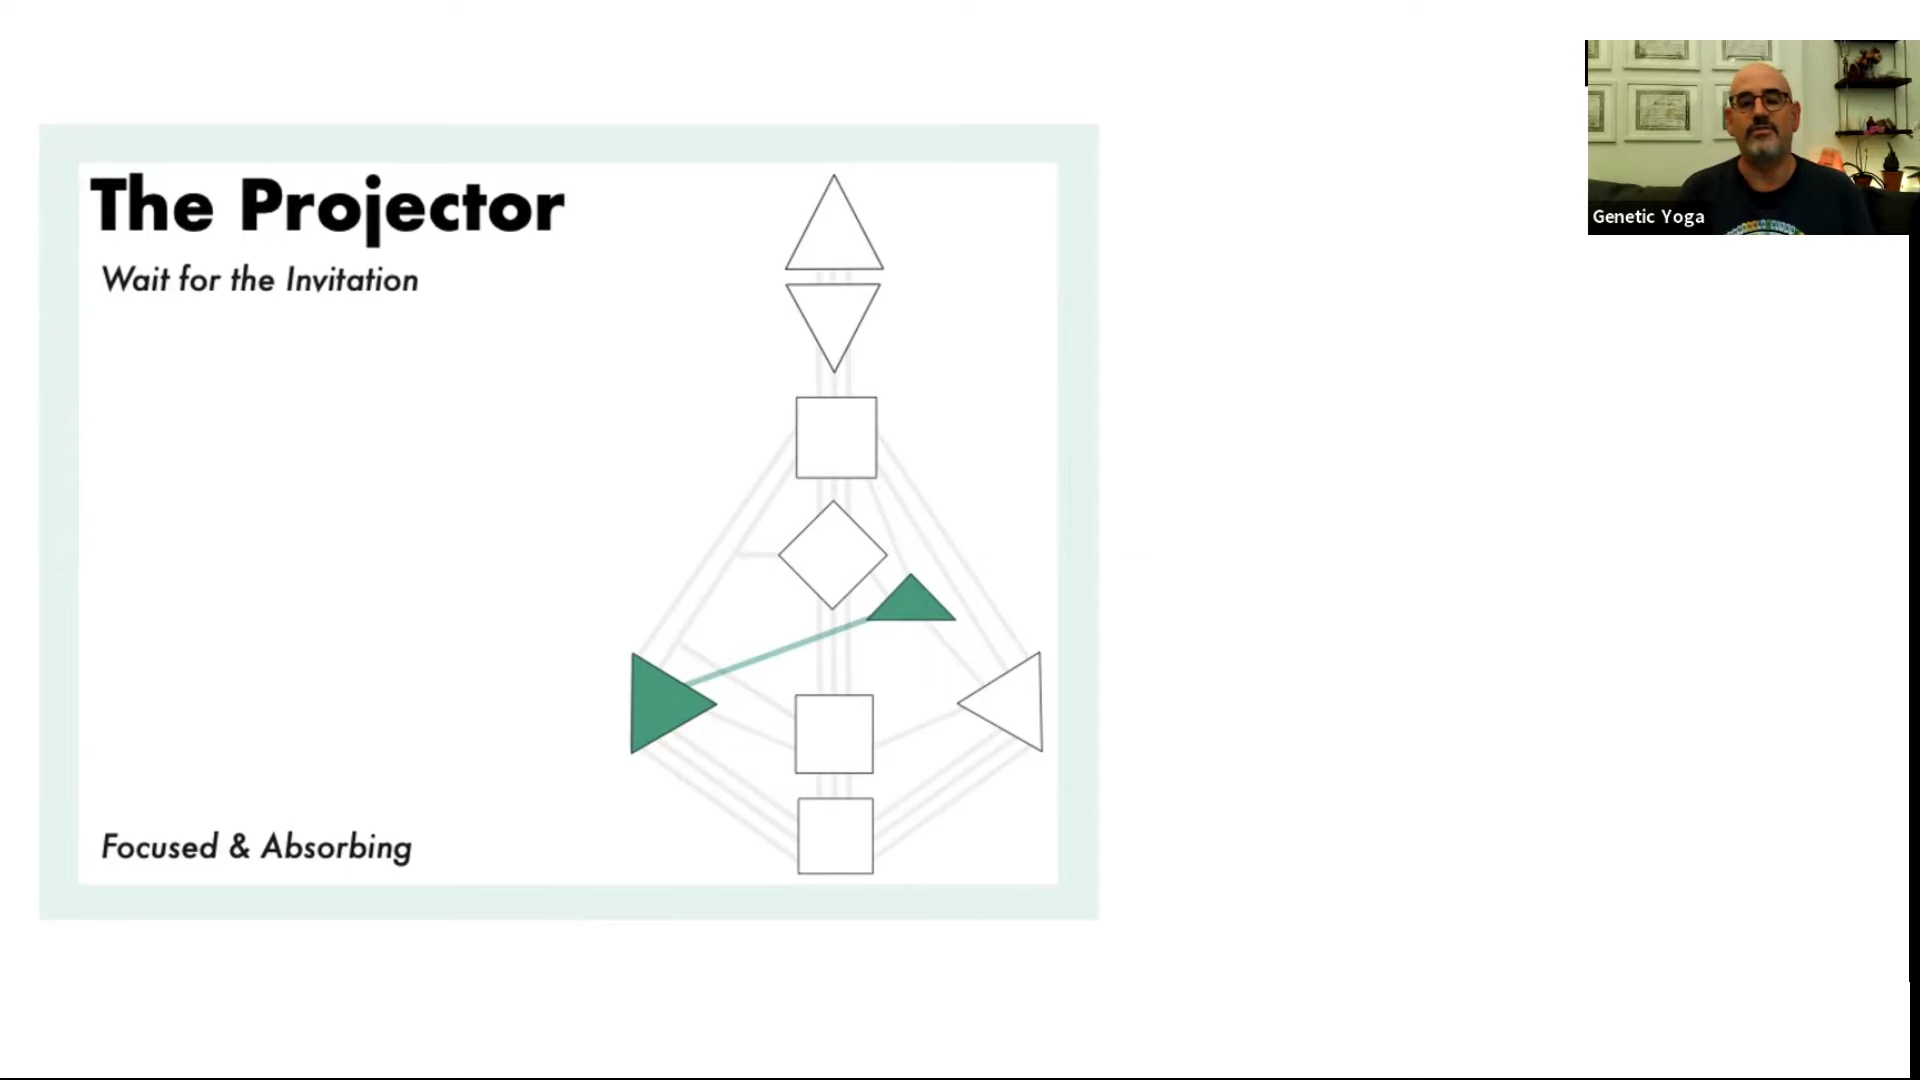 The Projector
Wait for the Invitation
Focused & Absorbing
Genetic Yoga